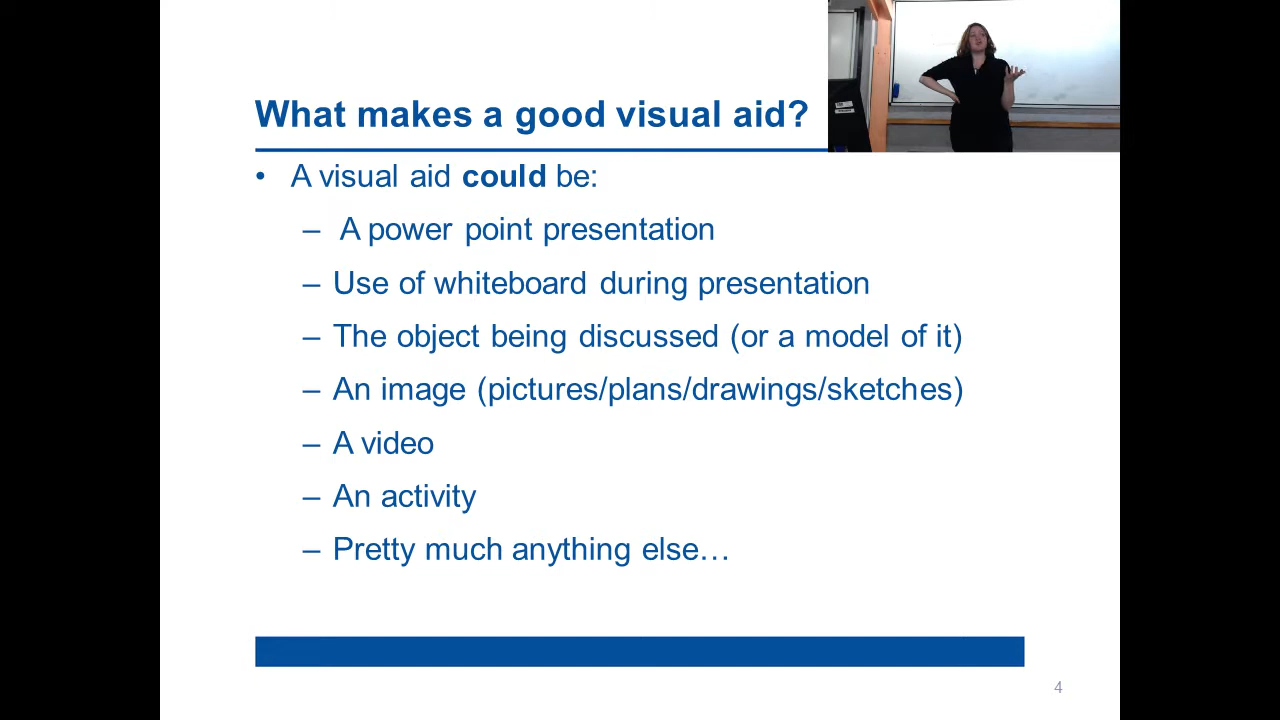 What makes a good visual aid?
• A visual aid could be:
– A power point presentation
– Use of whiteboard during presentation
– The object being discussed (or a model of it)
– An image (pictures/plans/drawings/sketches)
– A video
– An activity
– Pretty much anything else…
4